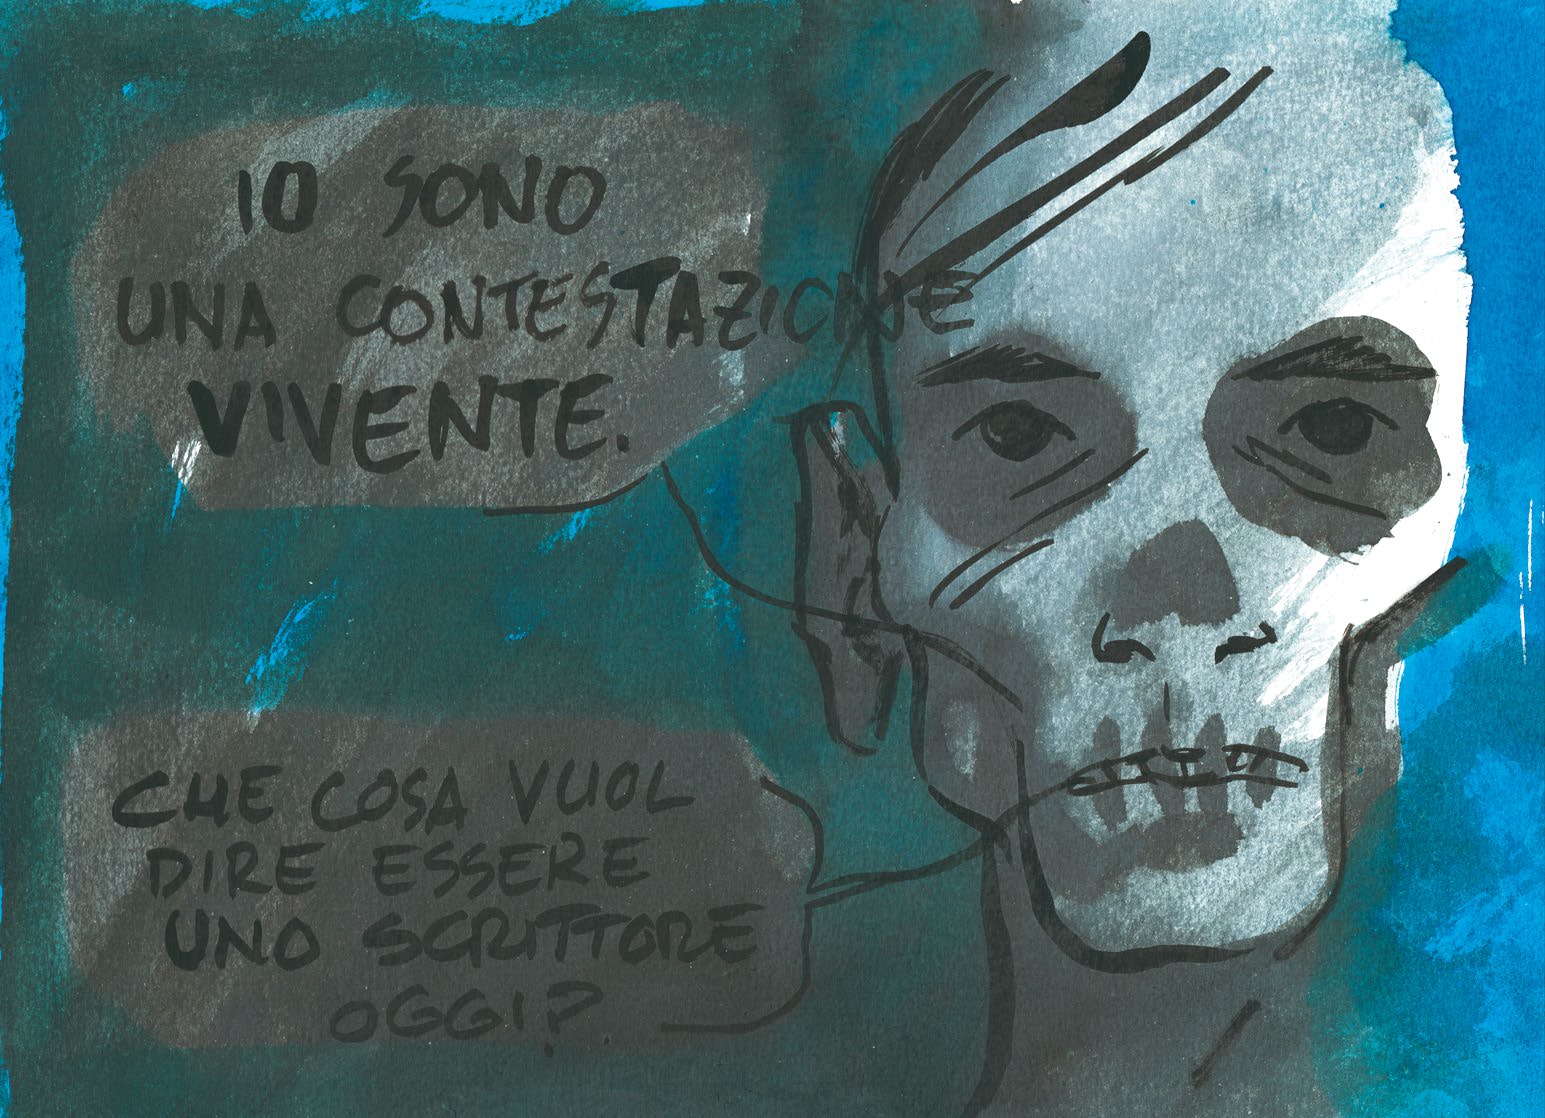 IO SONO
UNA CONTESTAZIONE
VIVENTE.
CHE COSA VUOL
DIRE ESSERE
UNO SCRITTORE
OGGI?